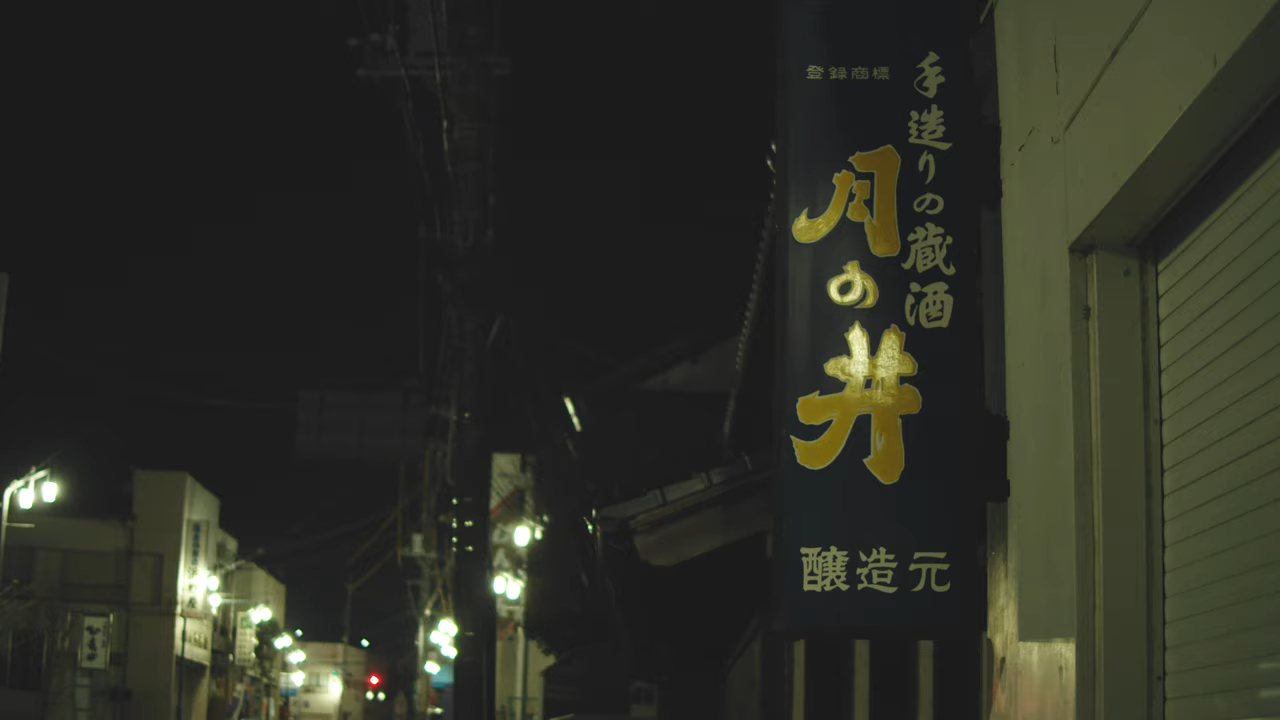 登録商標
手造りの蔵酒
月の井
醸造元